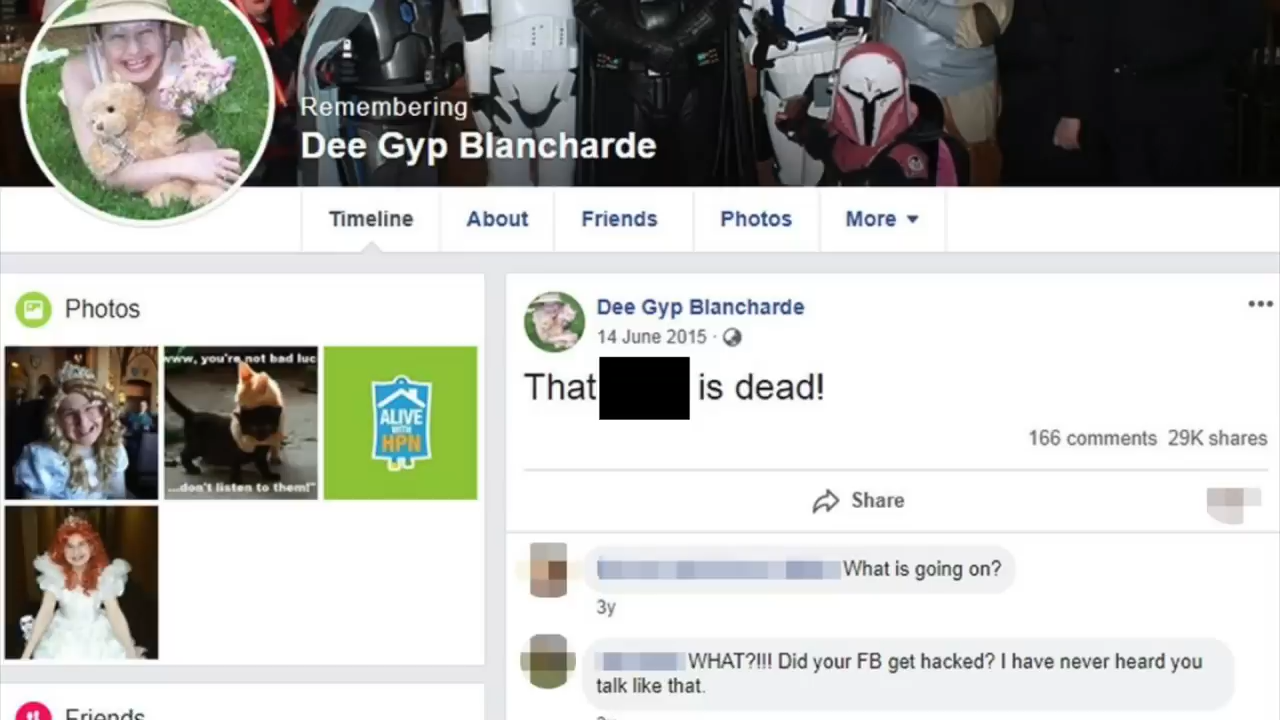 Remembering
Dee Gyp Blancharde
Timeline
About
Friends
Photos
More
Photos
www, you're not bad luc
...don't listen to them!"
ALIVE
WITH
HPN
Friends
Dee Gyp Blancharde
14 June 2015 ·
That is dead!
166 comments 29K shares
Share
What is going on?
3y
WHAT?!!! Did your FB get hacked? I have never heard you
talk like that.